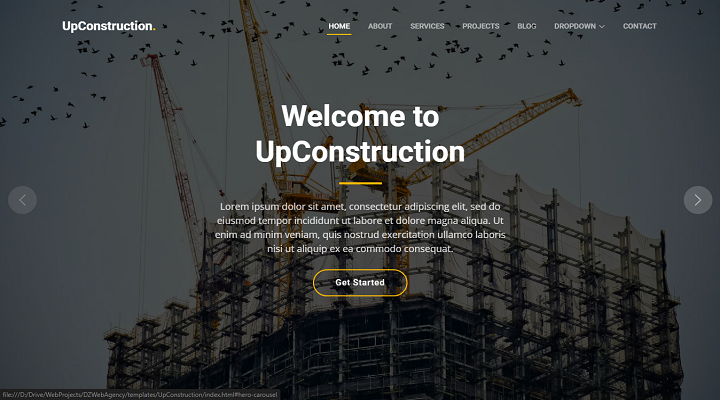 UpConstruction.
HOME ABOUT SERVICES PROJECTS BLOG DROPDOWN CONTACT
Welcome to
UpConstruction
Lorem ipsum dolor sit amet, consectetur adipiscing elit, sed do
eiusmod tempor incididunt ut labore et dolore magna aliqua. Ut
enim ad minim veniam, quis nostrud exercitation ullamco laboris
nisi ut aliquip ex ea commodo consequat.
Get Started
file:///D:/Drive/WebProjects/DZWebAgency/templates/UpConstruction/index.html#hero-carousel